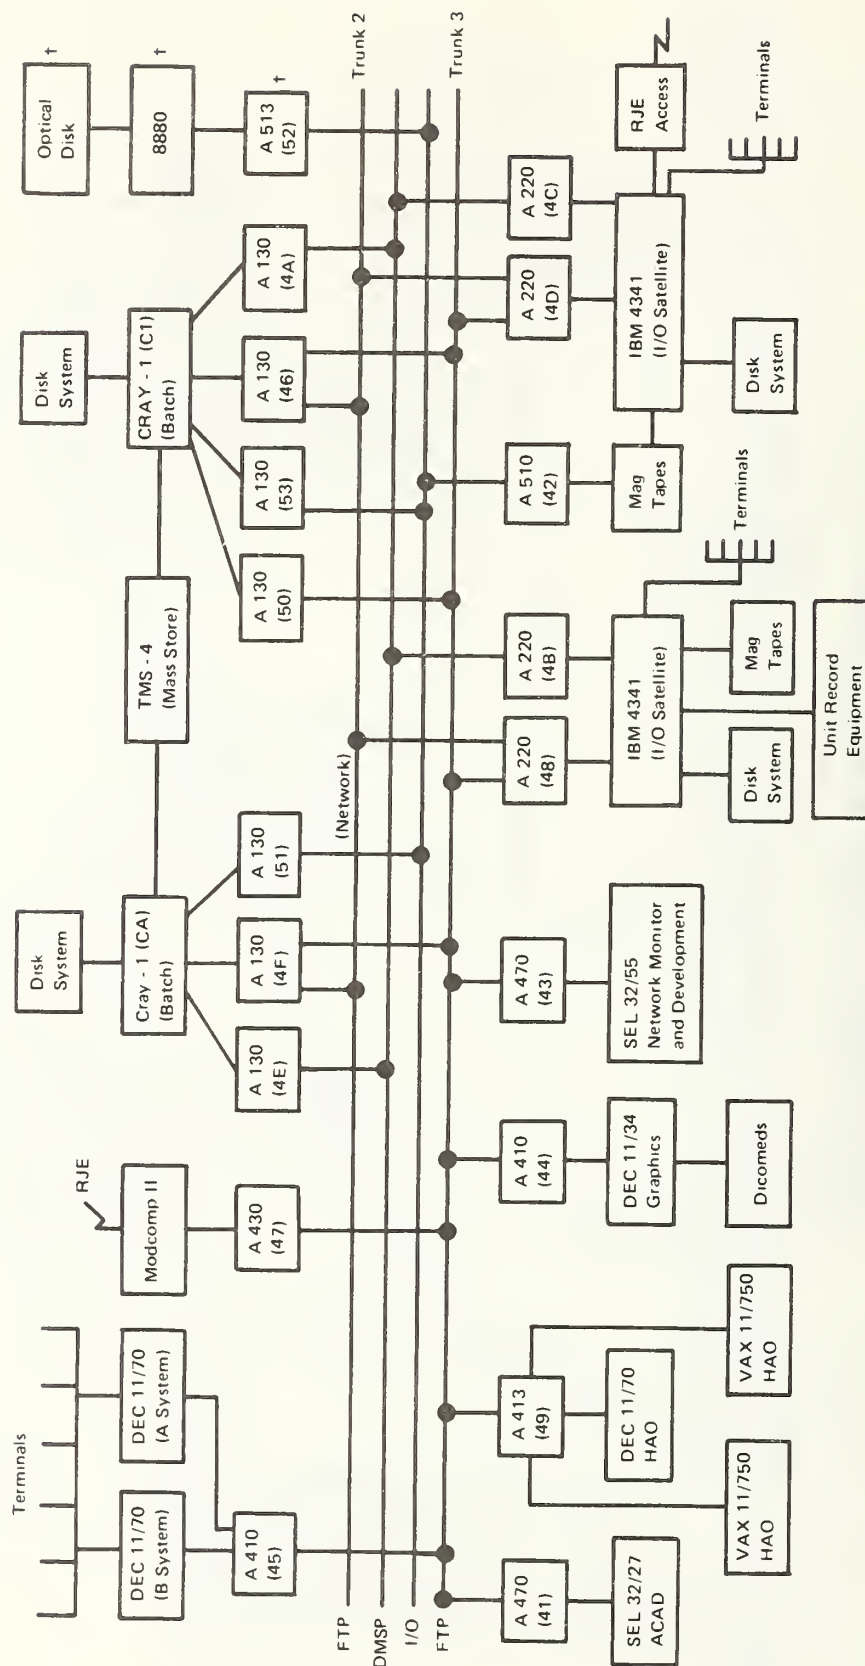 Terminals
DEC 11/70
(B System)
DEC 11/70
(A System)
A 410
(45)
RJE
Modcomp II
A 430
(47)
Disk
System
Cray - 1 (CA)
(Batch)
A 130
(4E)
A 130
(4F)
A 130
(51)
TMS - 4
(Mass Store)
Disk
System
CRAY - 1 (C1)
(Batch)
A 130
(50)
A 130
(53)
A 130
(46)
A 130
(4A)
Optical
Disk
†
8880
†
A 513
(52)
†
FTP
DMSP
I/O
FTP
(Network)
Trunk 2
Trunk 3
A 470
(41)
SEL 32/27
ACAD
A 413
(49)
VAX 11/750
HAO
DEC 11/70
HAO
VAX 11/750
HAO
A 410
(44)
DEC 11/34
Graphics
Dicomeds
A 470
(43)
SEL 32/55
Network Monitor
and Development
A 220
(48)
A 220
(4B)
IBM 4341
(I/O Satellite)
Disk
System
Mag
Tapes
Unit Record
Equipment
Terminals
A 510
(42)
Mag
Tapes
A 220
(4D)
A 220
(4C)
IBM 4341
(I/O Satellite)
Disk
System
RJE
Access
Terminals